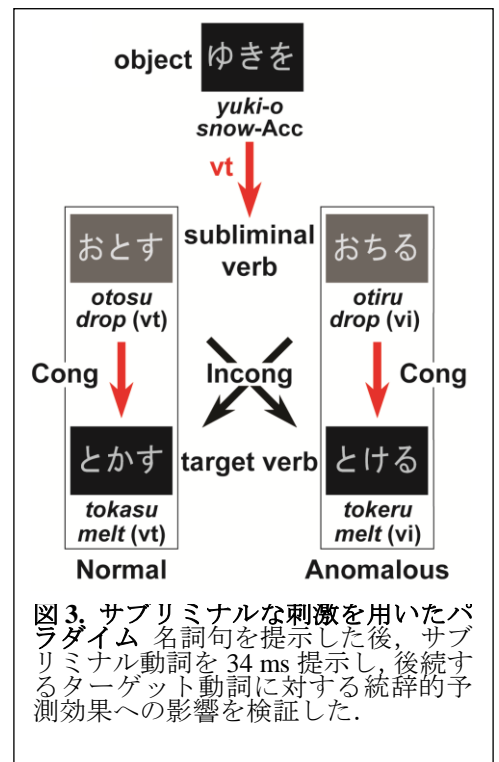 object ゆきを
yuki-o
snow-Acc
vt
subliminal
verb
おとす
otosu
drop (vt)
おちる
otiru
drop (vi)
Cong
Incong
Cong
とかす
target verb
とける
tokasu
melt (vt)
tokeru
melt (vi)
Normal
Anomalous
図 3. サブリミナルな刺激を用いたパ
ラダイム 名詞句を提示した後，サブ
リミナル動詞を 34 ms 提示し，後続す
るターゲット動詞に対する統辞的予
測効果への影響を検証した．